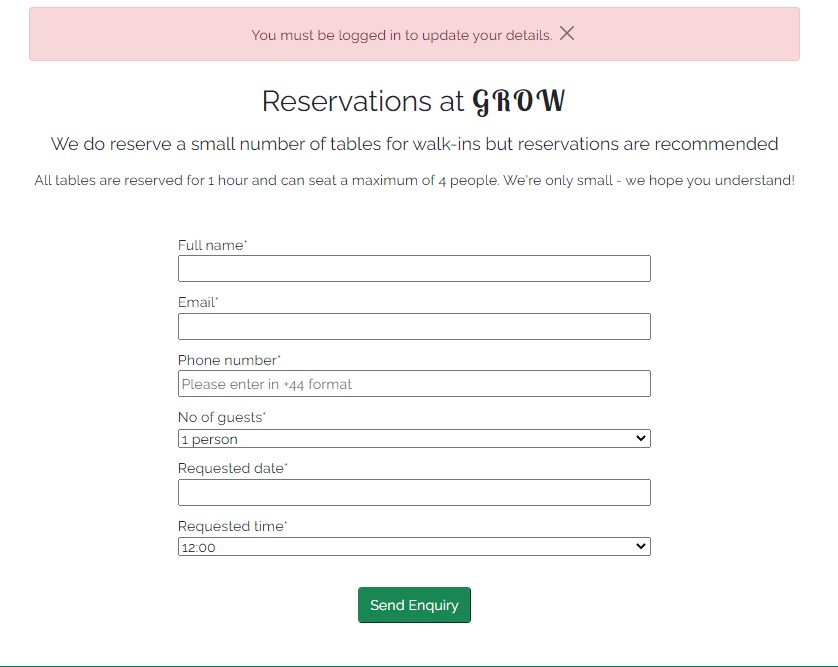 You must be logged in to update your details. ×
Reservations at GROW
We do reserve a small number of tables for walk-ins but reservations are recommended
All tables are reserved for 1 hour and can seat a maximum of 4 people. We're only small - we hope you understand!
Full name*
Email*
Phone number*
Please enter in +44 format
No of guests*
1 person
Requested date*
Requested time*
12:00
Send Enquiry